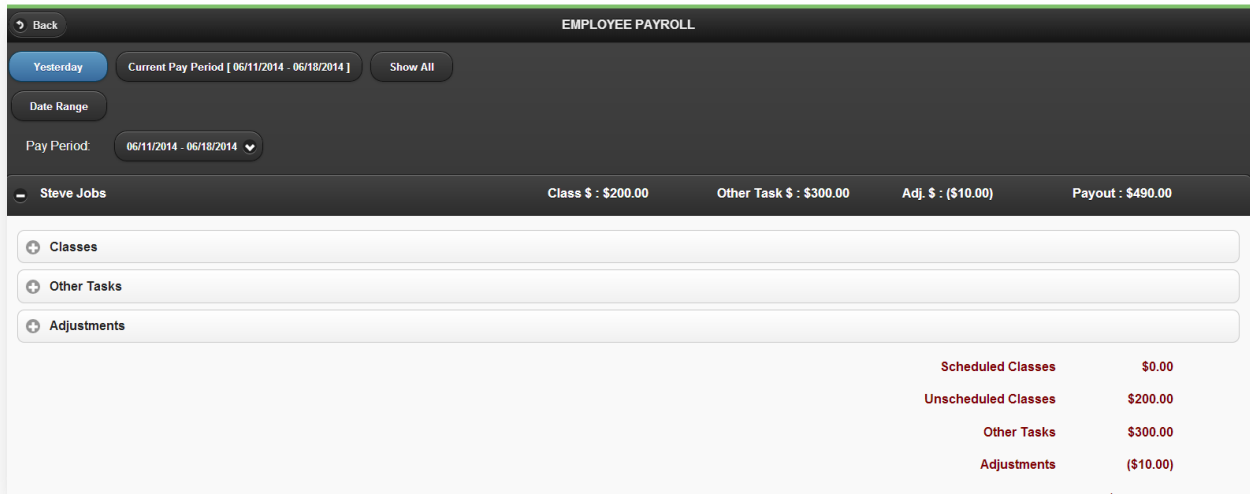 Back
EMPLOYEE PAYROLL
Yesterday Current Pay Period [ 06/11/2014 - 06/18/2014 ] Show All
Date Range
Pay Period: 06/11/2014 - 06/18/2014
Steve Jobs Class $ : $200.00 Other Task $ : $300.00 Adj. $ : ($10.00) Payout : $490.00
Classes
Other Tasks
Adjustments
Scheduled Classes $0.00
Unscheduled Classes $200.00
Other Tasks $300.00
Adjustments ($10.00)